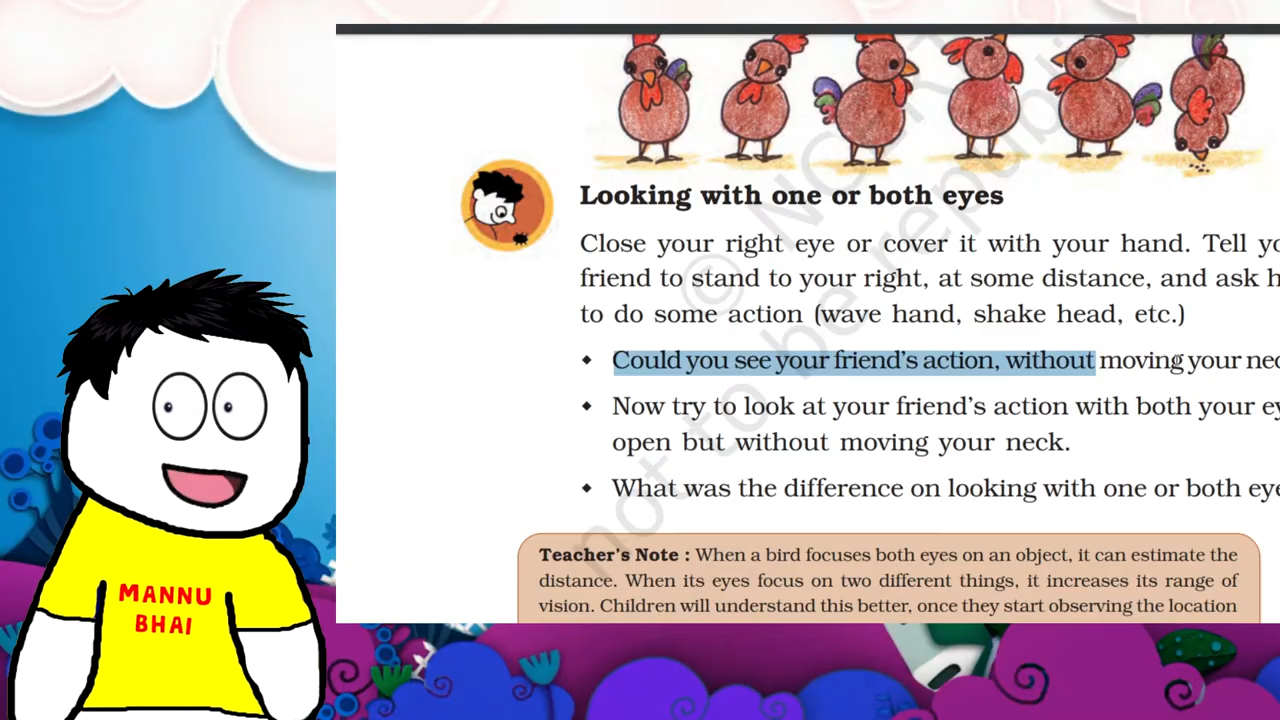 Looking with one or both eyes
Close your right eye or cover it with your hand. Tell
friend to stand to your right, at some distance, and ask
to do some action (wave hand, shake head, etc.)
Could you see your friend's action, without moving your
Now try to look at your friend's action with both your
open but without moving your neck.
What was the difference on looking with one or both
Teacher's Note : When a bird focuses both eyes on an object, it can estimate the
distance. When its eyes focus on two different things, it increases its range of
vision. Children will understand this better, once they start observing the location
MANNU
BHAI
not to be republi